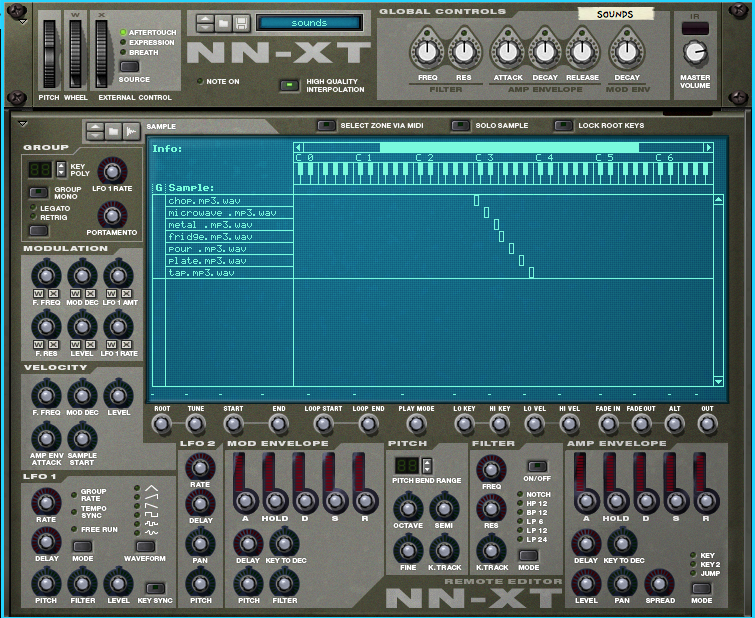 W X
AFTERTOUCH
EXPRESSION
BREATH
SOURCE
PITCH WHEEL EXTERNAL CONTROL
sounds
NN-XT
NOTE ON
HIGH QUALITY
INTERPOLATION
GLOBAL CONTROLS
SOUNDS
FREQ RES ATTACK DECAY RELEASE DECAY
FILTER AMP ENVELOPE MOD ENV
MASTER
VOLUME
SAMPLE
SELECT ZONE VIA MIDI
SOLO SAMPLE
LOCK ROOT KEYS
GROUP
KEY
POLY
LFO 1 RATE
GROUP
MONO
LEGATO
RETRIG
PORTAMENTO
MODULATION
W X W X W X
F. FREQ MOD DEC LFO 1 AMT
W X W X W X
F. RES LEVEL LFO 1 RATE
VELOCITY
F. FREQ MOD DEC LEVEL
AMP ENV
ATTACK
SAMPLE
START
Info:
C 0 C 1 C 2 C 3 C 4 C 5 C 6
G Sample:
chop.mp3.wav
microwave .mp3.wav
metal .mp3.wav
fridge.mp3.wav
pour .mp3.wav
plate.mp3.wav
tap.mp3.wav
ROOT TUNE START END LOOP START LOOP END PLAY MODE LO KEY HI KEY LO VEL HI VEL FADE IN FADE OUT ALT OUT
LFO 1
RATE
GROUP
RATE
TEMPO
SYNC
FREE RUN
DELAY
MODE
WAVEFORM
PITCH FILTER LEVEL KEY SYNC
LFO 2
RATE
DELAY
PAN
PITCH
MOD ENVELOPE
A HOLD D S R
DELAY KEY TO DEC
PITCH FILTER
PITCH
PITCH BEND RANGE
OCTAVE SEMI
FINE K.TRACK
FILTER
FREQ
ON/OFF
RES
NOTCH
HP 12
BP 12
LP 6
LP 12
LP 24
K.TRACK
MODE
AMP ENVELOPE
A HOLD D S R
DELAY KEY TO DEC
KEY
KEY 2
JUMP
LEVEL PAN SPREAD MODE
REMOTE EDITOR
NN-XT